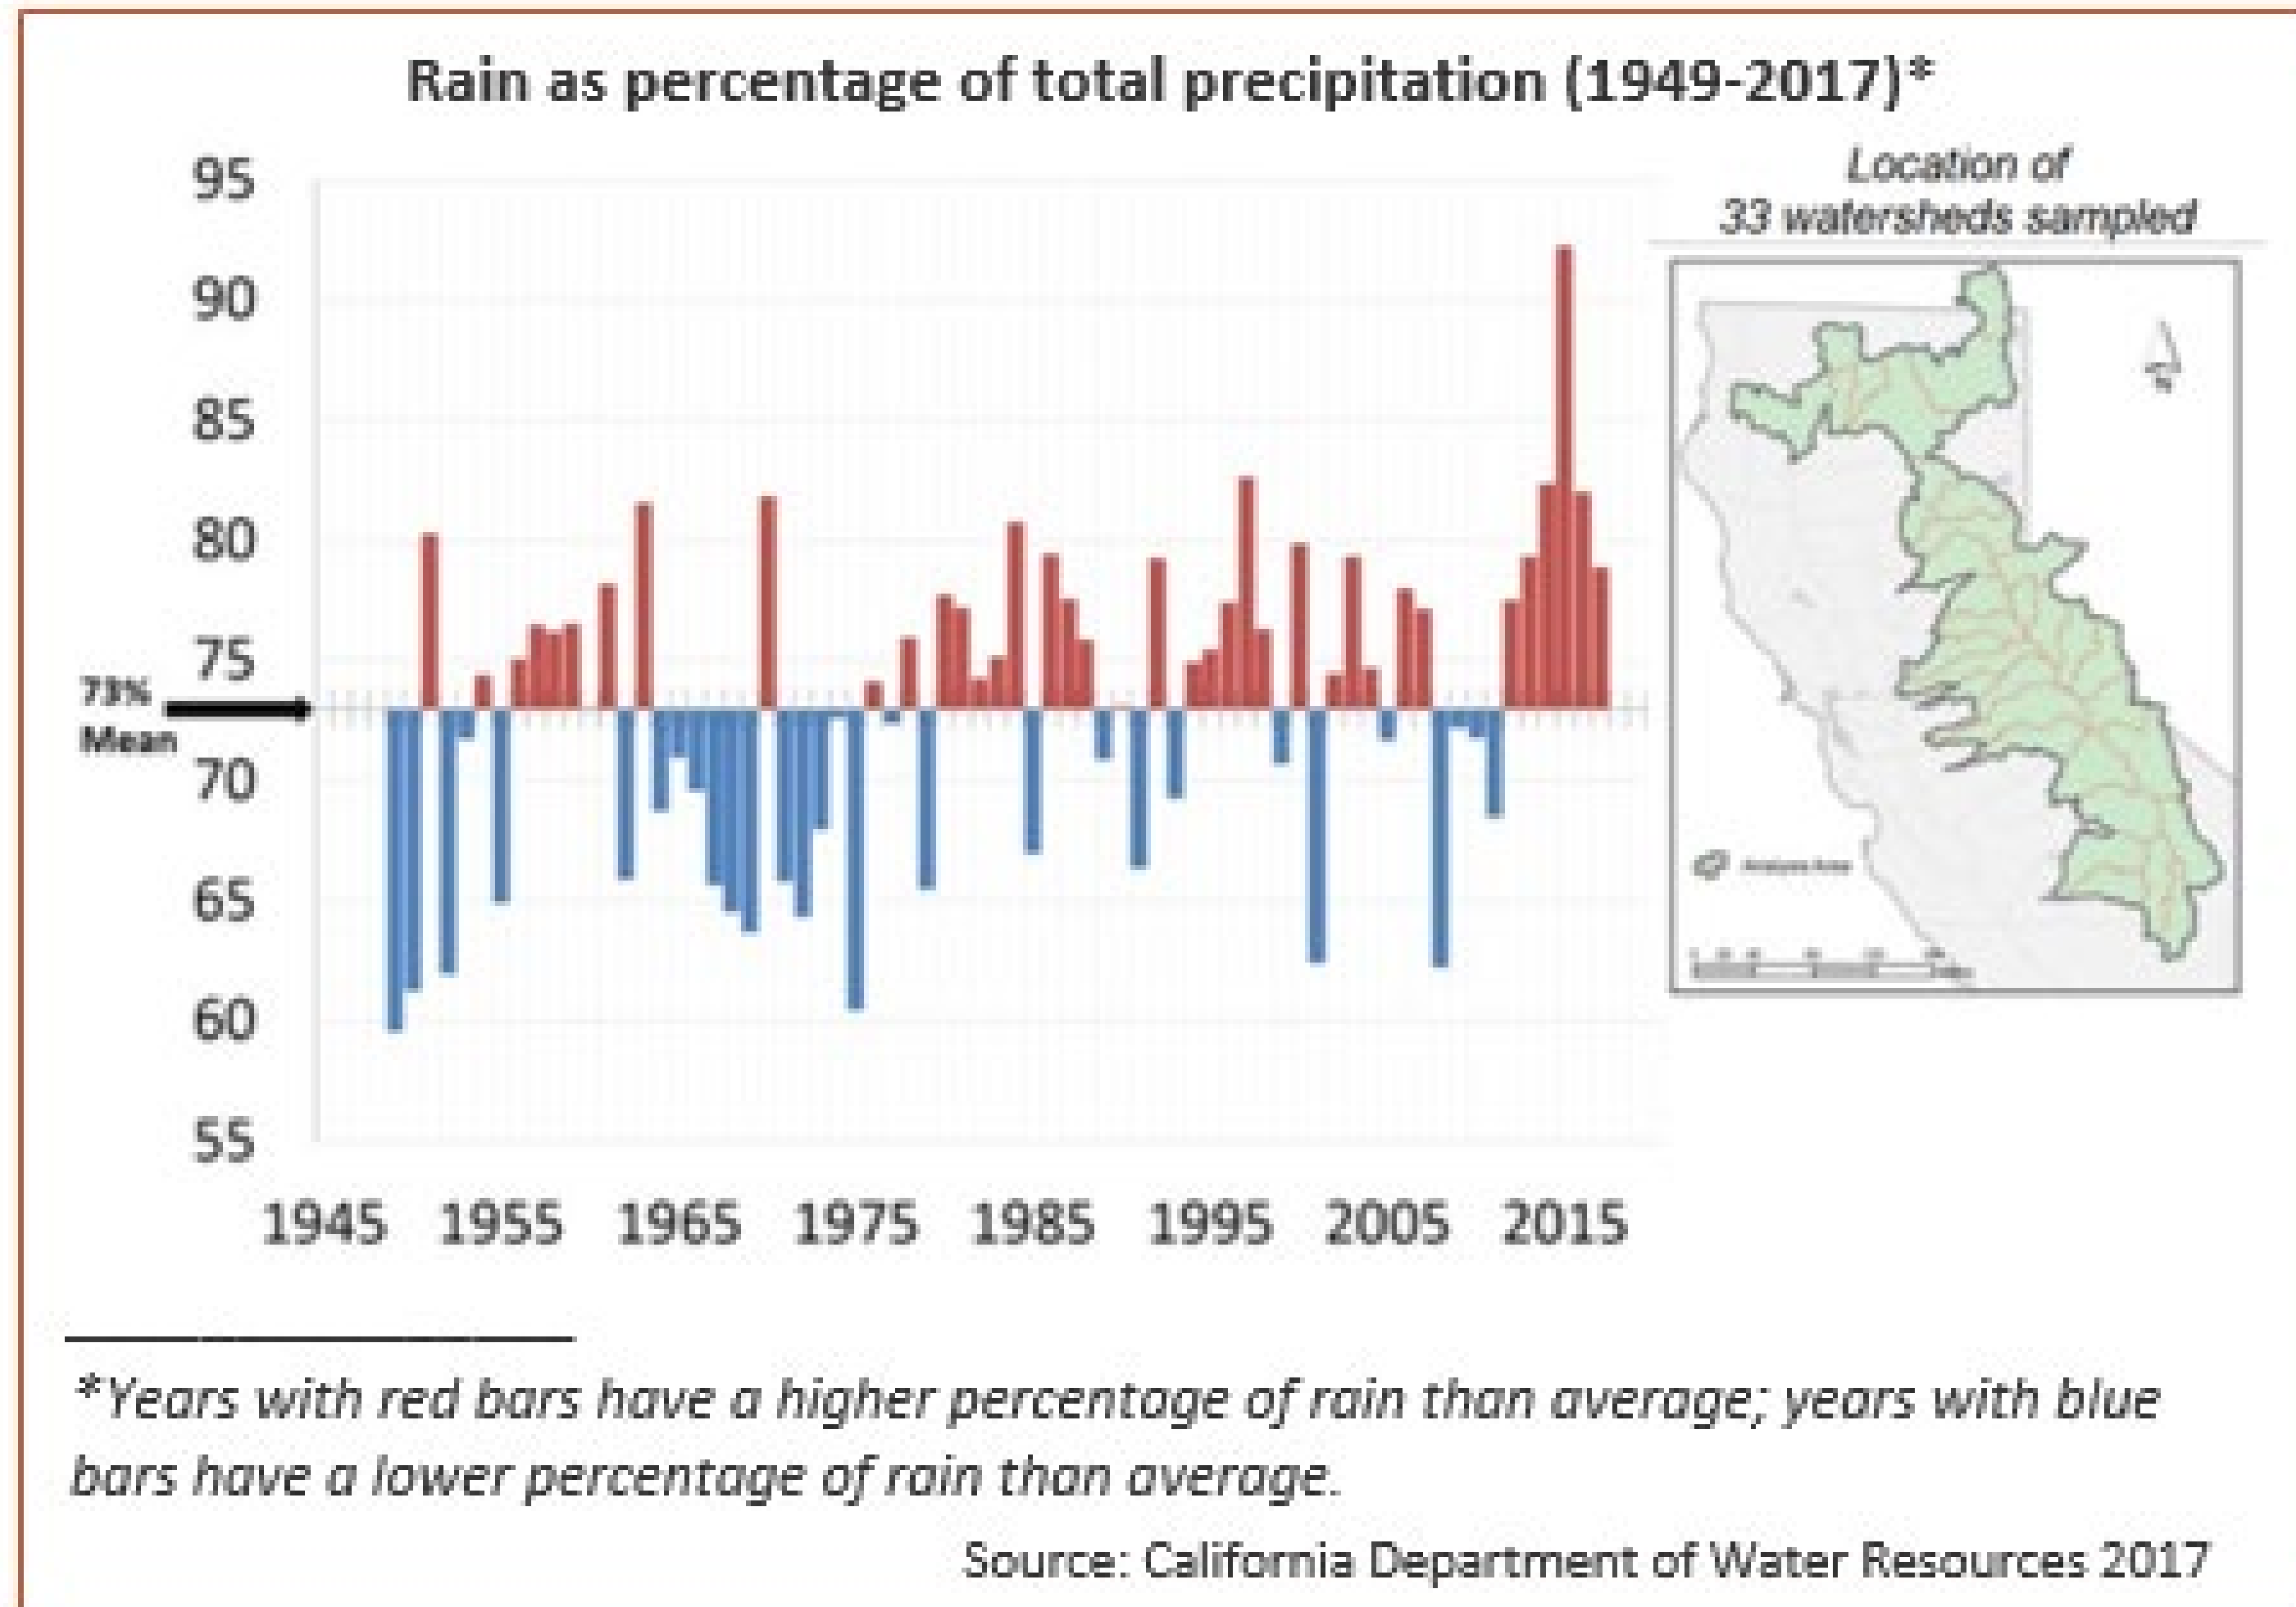 Rain as percentage of total precipitation (1949-2017)*
Location of
33 watersheds sampled
95
90
85
80
75
73%
Mean
70
65
60
55
Analysis Area
1945 1955 1965 1975 1985 1995 2005 2015
*Years with red bars have a higher percentage of rain than average; years with blue
bars have a lower percentage of rain than average.
Source: California Department of Water Resources 2017